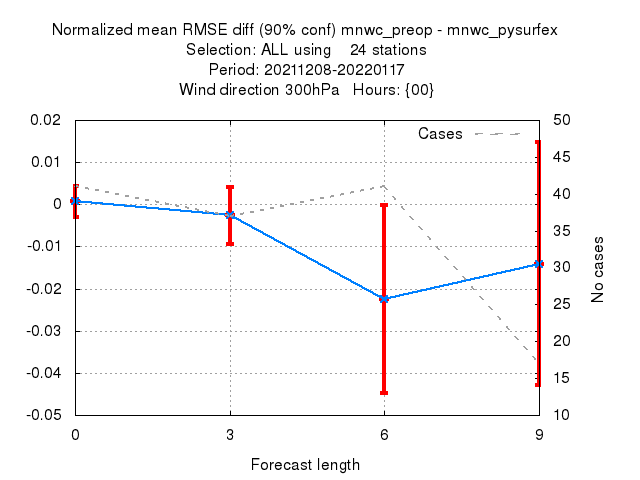 Normalized mean RMSE diff (90% conf) mnwc_preop - mnwc_pysurfex
Selection: ALL using 24 stations
Period: 20211208-20220117
Wind direction 300hPa Hours: {00}
Cases
0.02
0.01
0
-0.01
-0.02
-0.03
-0.04
-0.05
50
45
40
35
30
25
20
15
10
No cases
0 3 6 9
Forecast length